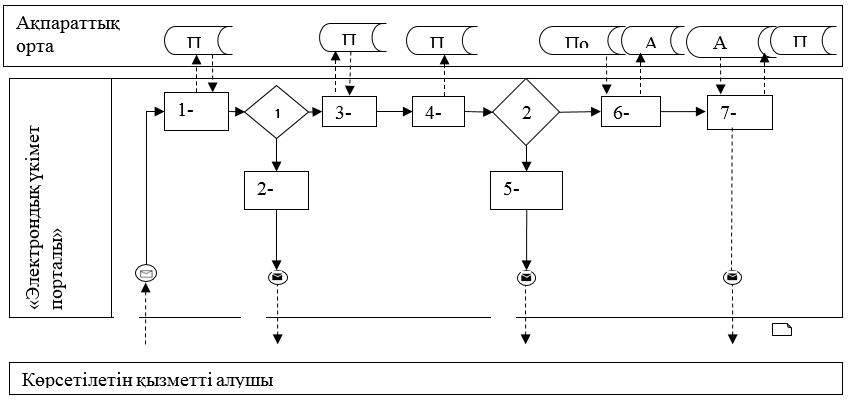 Ақпараттық
орта
П П П По А А П
1- 1 3- 4- 2 6- 7-
2- 5-
«Электрондық үкімет
порталы»
Көрсетілетін қызметті алушы